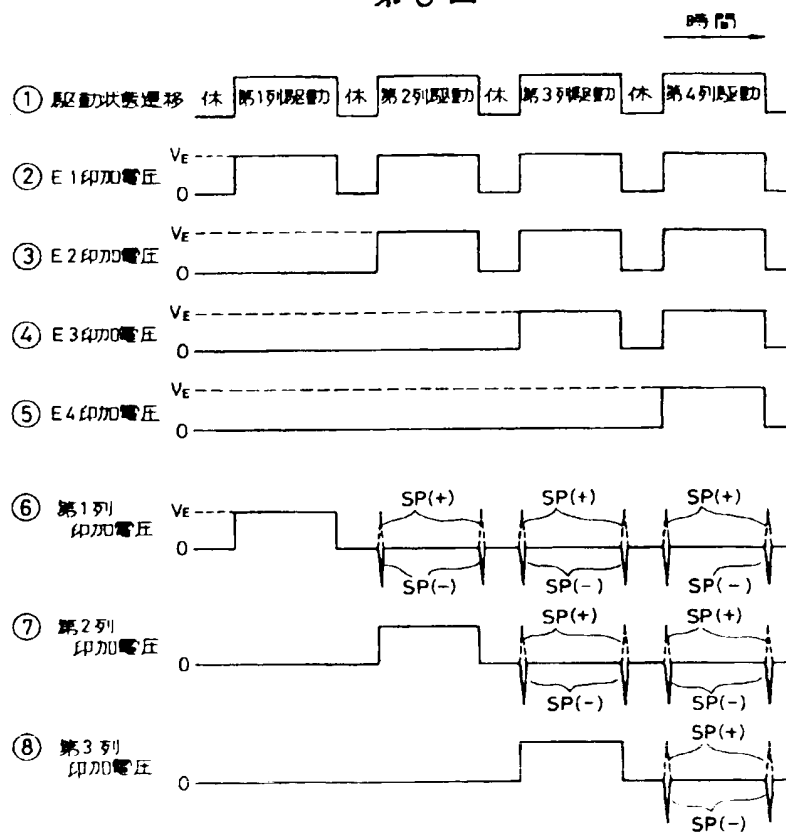 時間
① 駆動状態遷移 休 第1列駆動 休 第2列駆動 休 第3列駆動 休 第4列駆動
② E1印加電圧 VE 0
③ E2印加電圧 VE 0
④ E3印加電圧 VE 0
⑤ E4印加電圧 VE 0
⑥ 第1列 印加電圧 VE 0
SP(+) SP(+) SP(+)
SP(-) SP(-) SP(-)
⑦ 第2列 印加電圧 0
SP(+) SP(+)
SP(-) SP(-)
⑧ 第3列 印加電圧 0
SP(+)
SP(-)